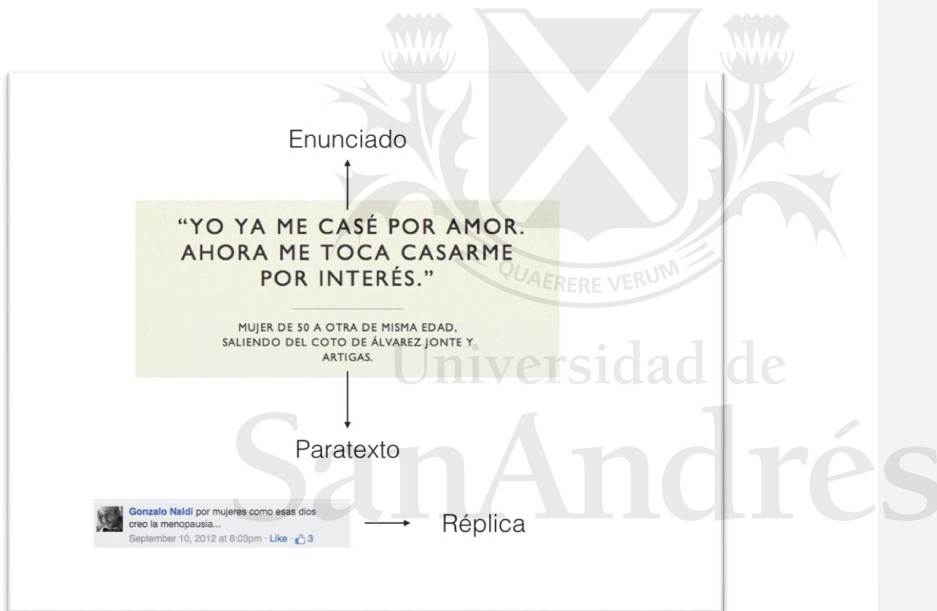 Enunciado
“YO YA ME CASÉ POR AMOR.
AHORA ME TOCA CASARME
POR INTERÉS.”
QUAERERE VERUM
MUJER DE 50 A OTRA DE MISMA EDAD,
SALIENDO DEL COTO DE ÁLVAREZ JONTE Y
ARTIGAS.
Universidad de
SanAndrés
Paratexto
Gonzalo Naldi por mujeres como esas dios
creo la menopausia...
September 10, 2012 at 8:03pm · Like · 3
Réplica